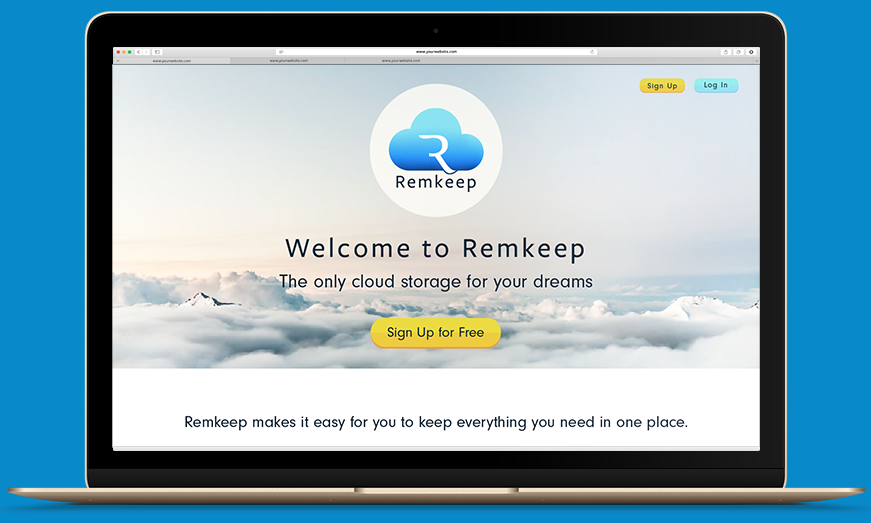 www.yourwebsite.com
www.yourwebsite.com
www.yourwebsite.com
www.yourwebsite.com
Sign Up
Log In
R
Remkeep
Welcome to Remkeep
The only cloud storage for your dreams
Sign Up for Free
Remkeep makes it easy for you to keep everything you need in one place.